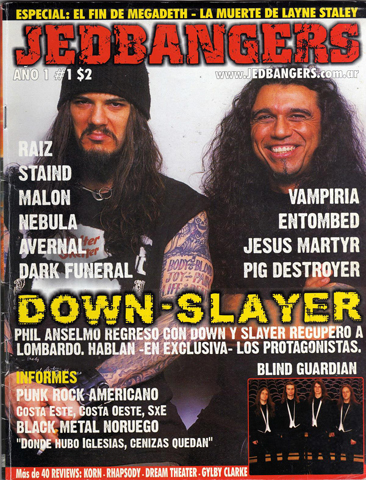 ESPECIAL: EL FIN DE MEGADETH - LA MUERTE DE LAYNE STALEY
JEDBANGERS
AÑO 1 #1 $2
www.JEDBANGERS.com.ar
RAIZ
STAIND
MALON
NEBULA
AVERNAL
DARK FUNERAL
VAMPIRIA
ENTOMBED
JESUS MARTYR
PIG DESTROYER
DOWN-SLAYER
PHIL ANSELMO REGRESO CON DOWN Y SLAYER RECUPERO A
LOMBARDO. HABLAN -EN EXCLUSIVA- LOS PROTAGONISTAS.
BLIND GUARDIAN
INFORMES
PUNK ROCK AMERICANO
COSTA ESTE, COSTA OESTE, SXE
BLACK METAL NORUEGO
"DONDE HUBO IGLESIAS, CENIZAS QUEDAN"
Mas de 40 REVIEWS: KORN - RHAPSODY - DREAM THEATER - GYLBY CLARKE